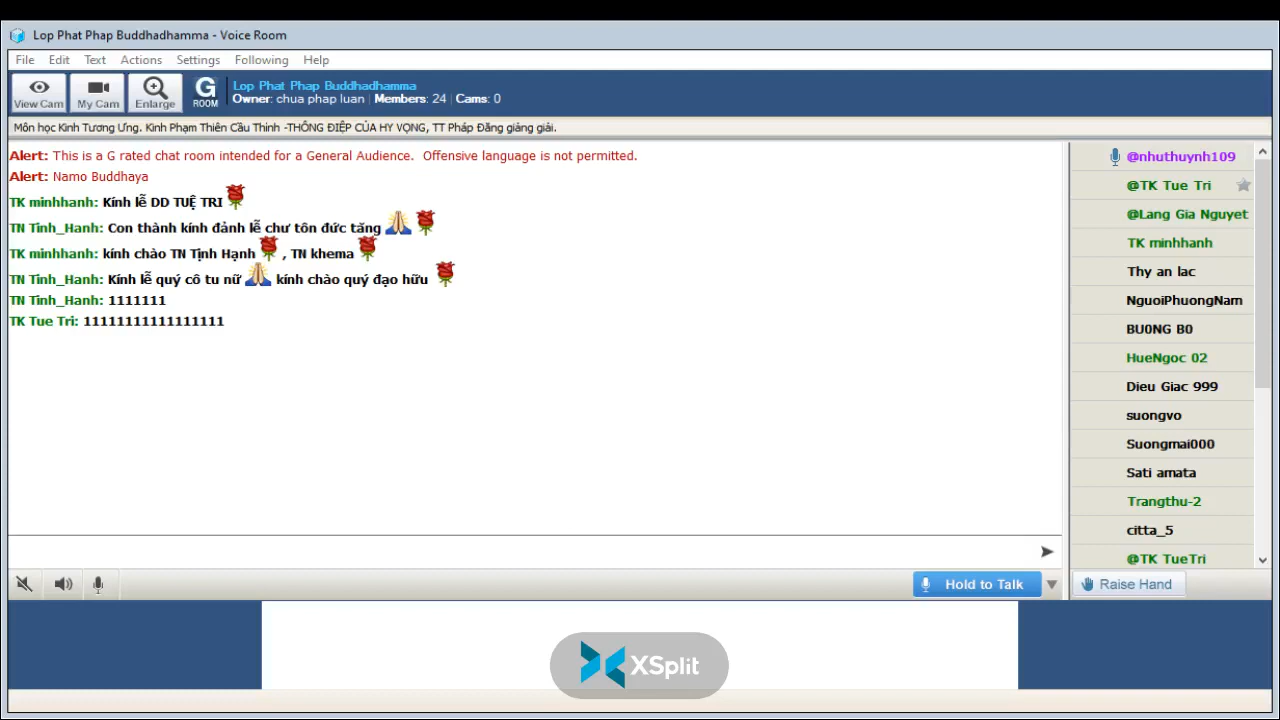 Lop Phat Phap Buddhadhamma - Voice Room
File Edit Text Actions Settings Following Help
View Cam My Cam Enlarge G ROOM
Lop Phat Phap Buddhadhamma
Owner: chua phap luan | Members: 24 | Cams: 0
Môn học Kinh Tương Ưng. Kinh Phạm Thiên Cầu Thỉnh -THÔNG ĐIỆP CỦA HY VỌNG, TT Pháp Đăng giảng giải.
Alert: This is a G rated chat room intended for a General Audience. Offensive language is not permitted.
Alert: Namo Buddhaya
TK minhhanh: Kính lễ DD TUỆ TRI
TN Tinh_Hanh: Con thành kính đảnh lễ chư tôn đức tăng
TK minhhanh: kính chào TN Tịnh Hạnh , TN khema
TN Tinh_Hanh: Kính lễ quý cô tu nữ kính chào quý đạo hữu
TN Tinh_Hanh: 1111111
TK Tue Tri: 11111111111111111
@nhuthuynh109
@TK Tue Tri
@Lang Gia Nguyet
TK minhhanh
Thy an lac
NguoiPhuongNam
BU0NG B0
HueNgoc 02
Dieu Giac 999
suongvo
Suongmai000
Sati amata
Trangthu-2
citta_5
@TK TueTri
Hold to Talk
Raise Hand
XSplit